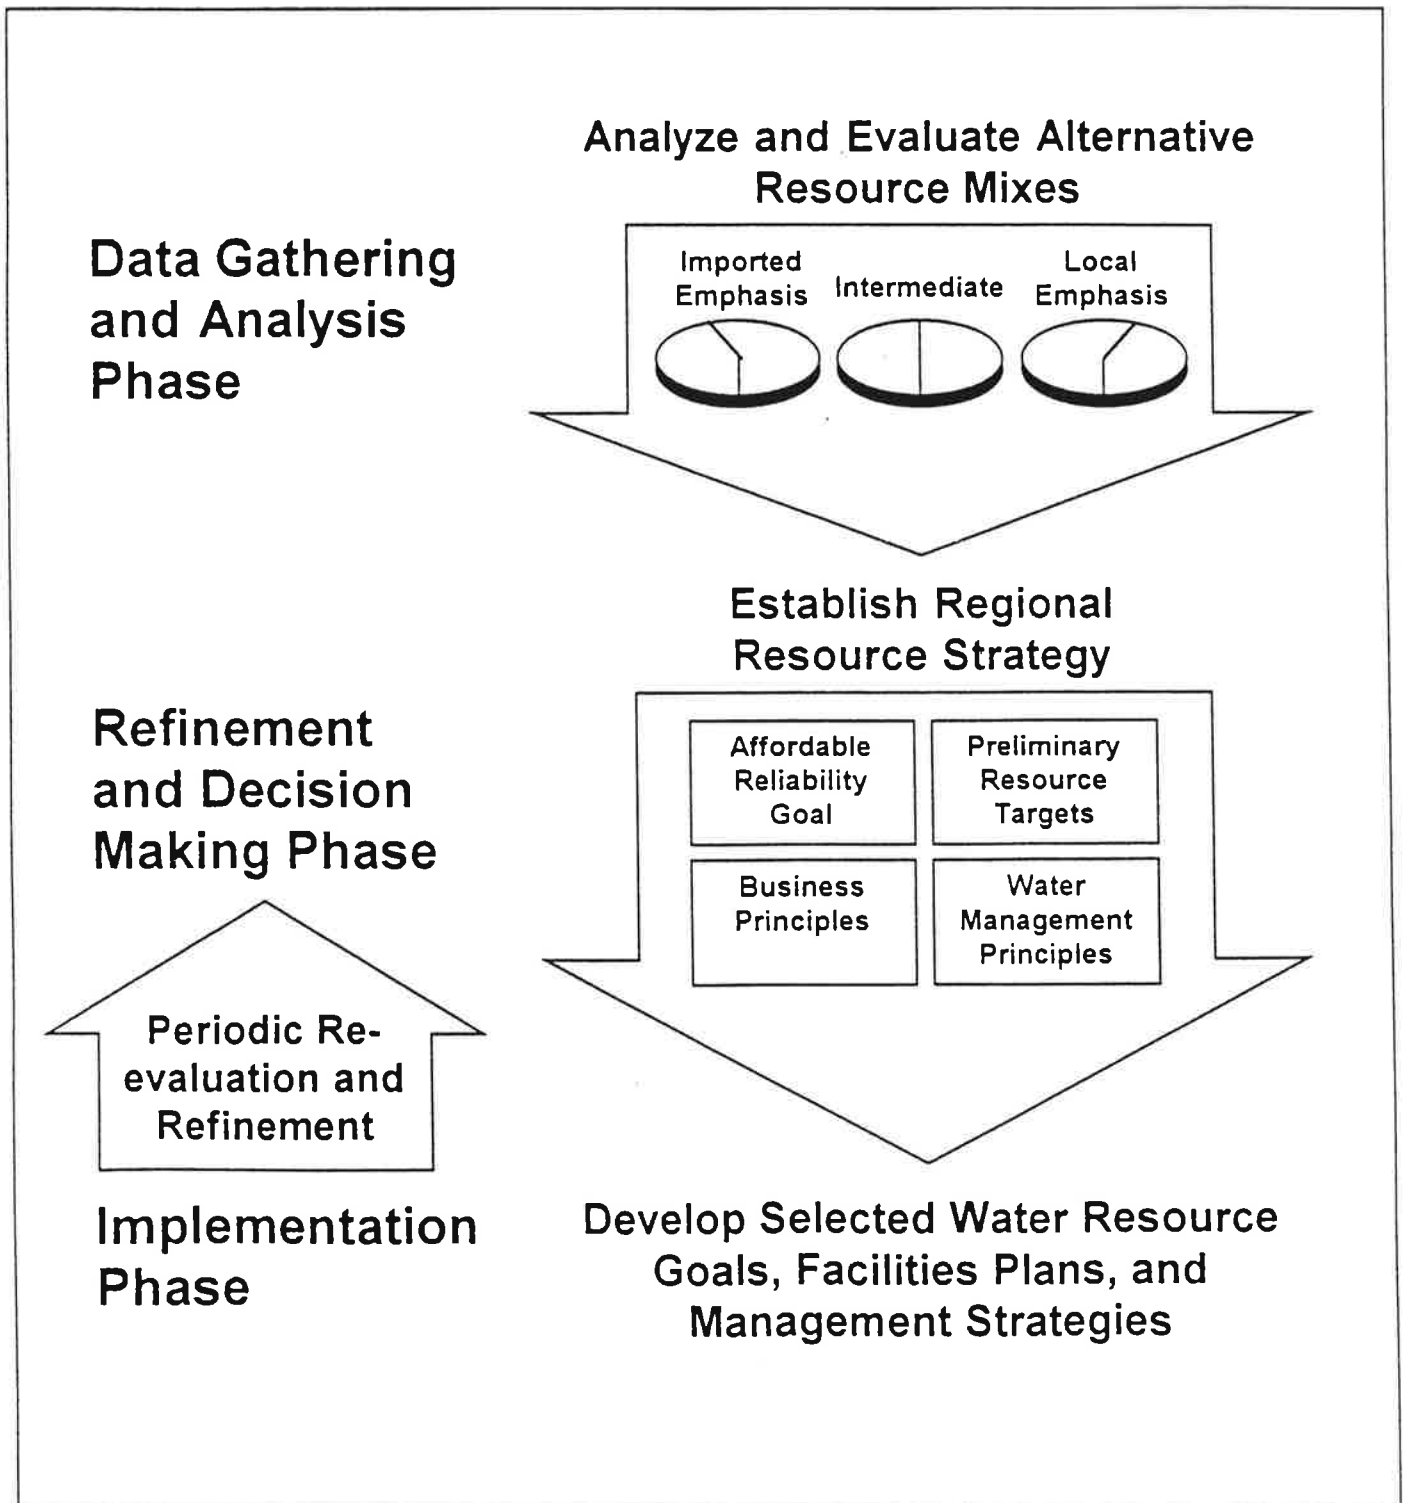 Analyze and Evaluate Alternative
Resource Mixes
Data Gathering
and Analysis
Phase
Imported
Emphasis
Intermediate
Local
Emphasis
Establish Regional
Resource Strategy
Refinement
and Decision
Making Phase
Affordable
Reliability
Goal
Preliminary
Resource
Targets
Business
Principles
Water
Management
Principles
Periodic Re-
evaluation and
Refinement
Implementation
Phase
Develop Selected Water Resource
Goals, Facilities Plans, and
Management Strategies